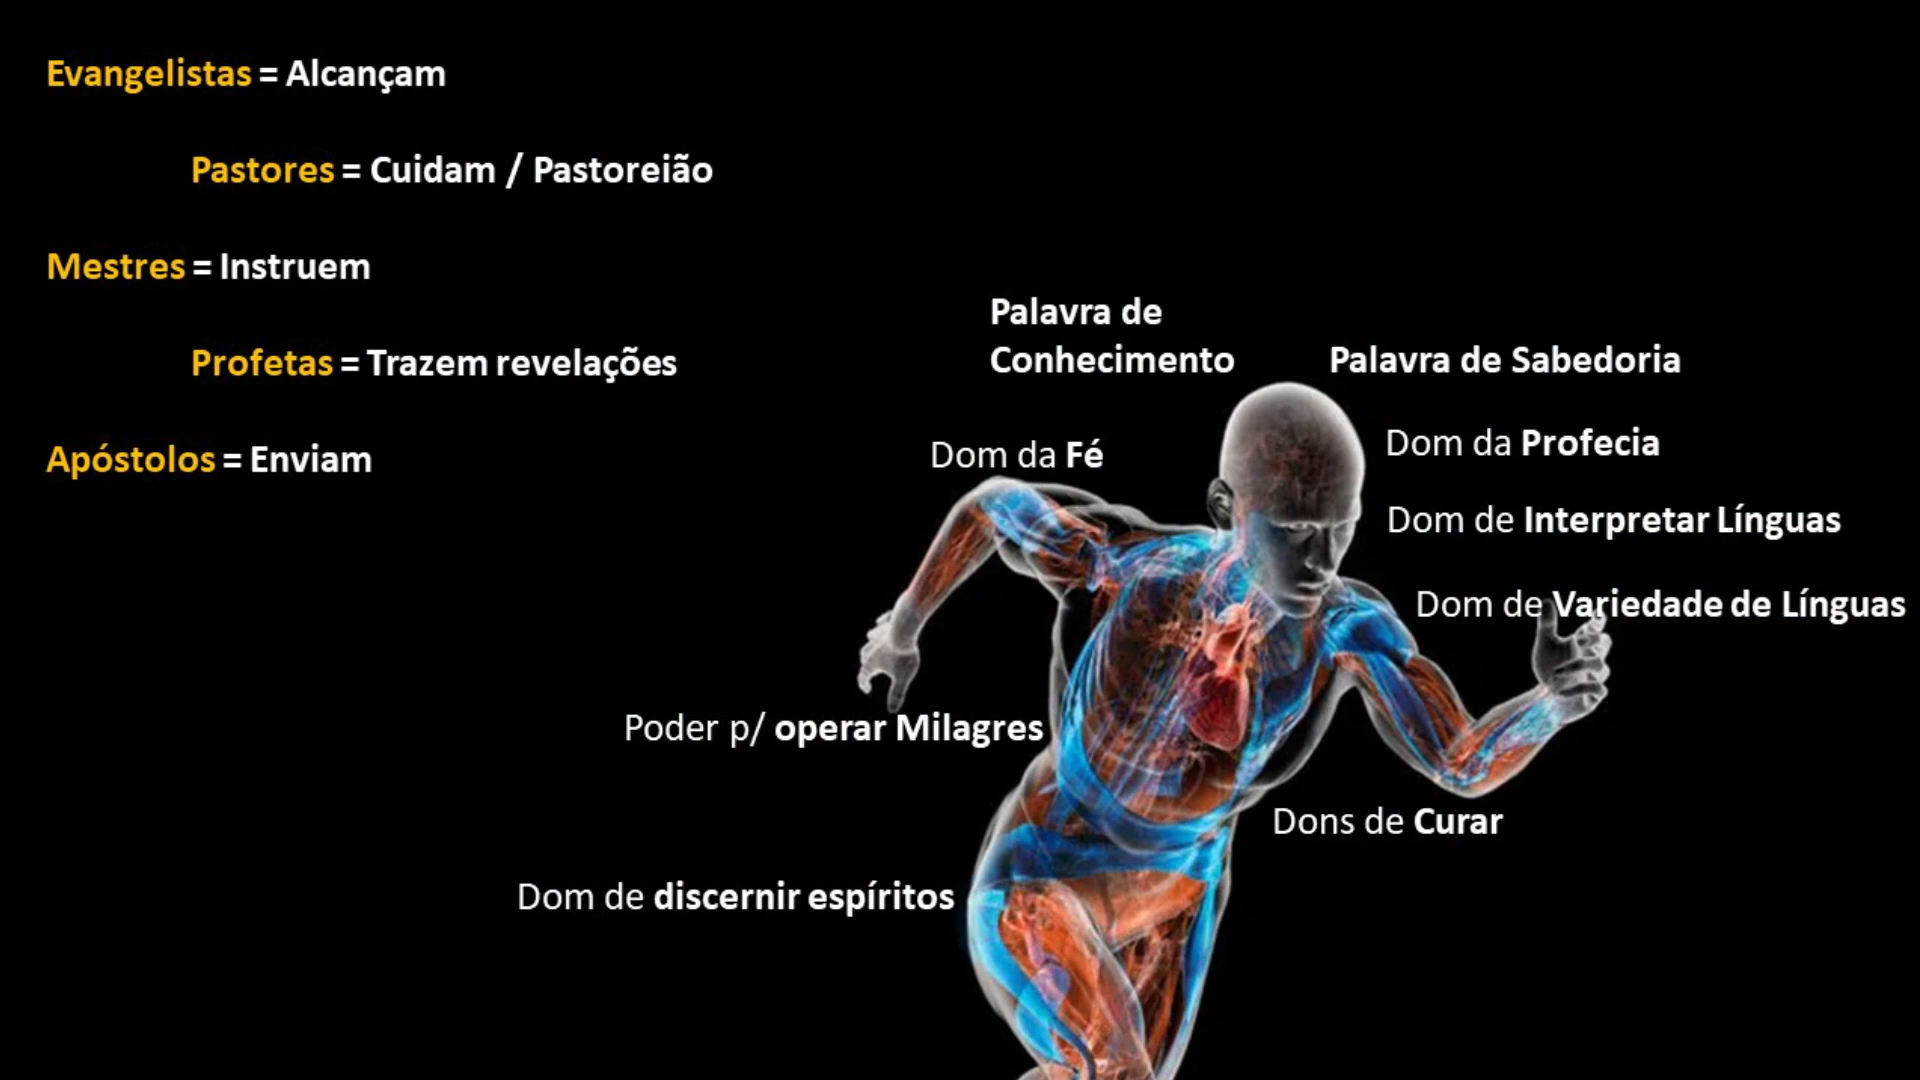 Evangelistas = Alcançam
Pastores = Cuidam / Pastoreião
Mestres = Instruem
Profetas = Trazem revelações
Apóstolos = Enviam
Palavra de
Conhecimento
Palavra de Sabedoria
Dom da Fé
Dom da Profecia
Dom de Interpretar Línguas
Dom de Variedade de Línguas
Poder p/ operar Milagres
Dons de Curar
Dom de discernir espíritos